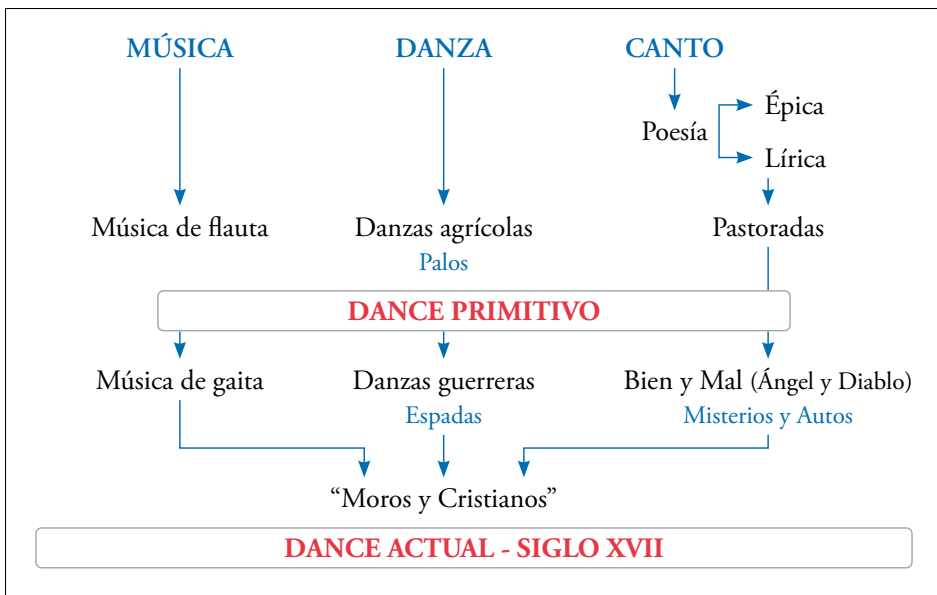 MÚSICA DANZA CANTO
Épica
Poesía
Lírica
Música de flauta Danzas agrícolas Pastoradas
Palos
DANCE PRIMITIVO
Música de gaita Danzas guerreras Bien y Mal (Ángel y Diablo)
Espadas Misterios y Autos
“Moros y Cristianos”
DANCE ACTUAL - SIGLO XVII